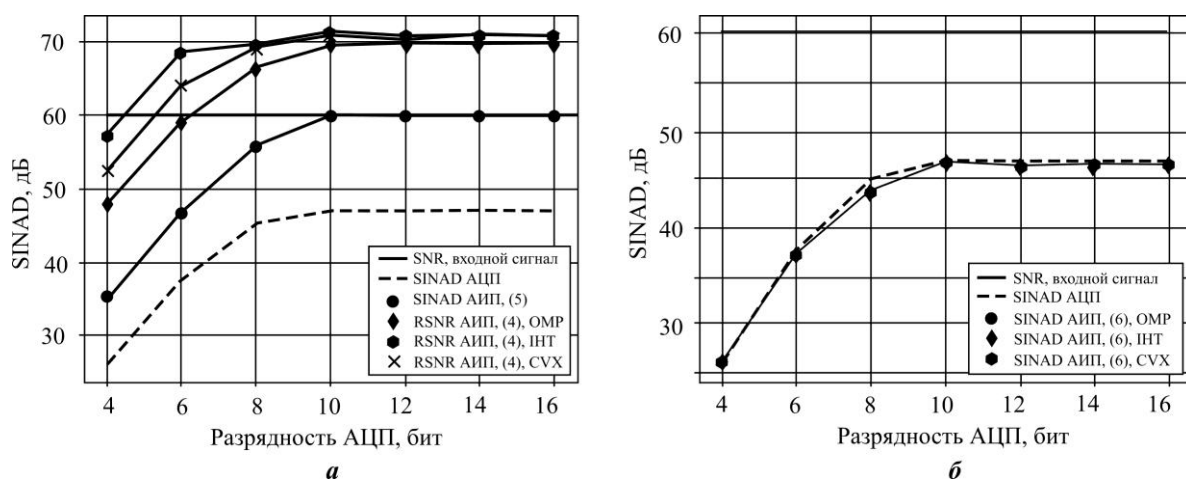 70
60
50
40
30
SINAD, дБ
SNR, входной сигнал
SINAD АЦП
SINAD АИП, (5)
RSNR АИП, (4), OMP
RSNR АИП, (4), IHT
RSNR АИП, (4), CVX
4 6 8 10 12 14 16
Разрядность АЦП, бит
а
60
50
40
30
SINAD, дБ
SNR, входной сигнал
SINAD АЦП
SINAD АИП, (6), OMP
SINAD АИП, (6), IHT
SINAD АИП, (6), CVX
4 6 8 10 12 14 16
Разрядность АЦП, бит
б